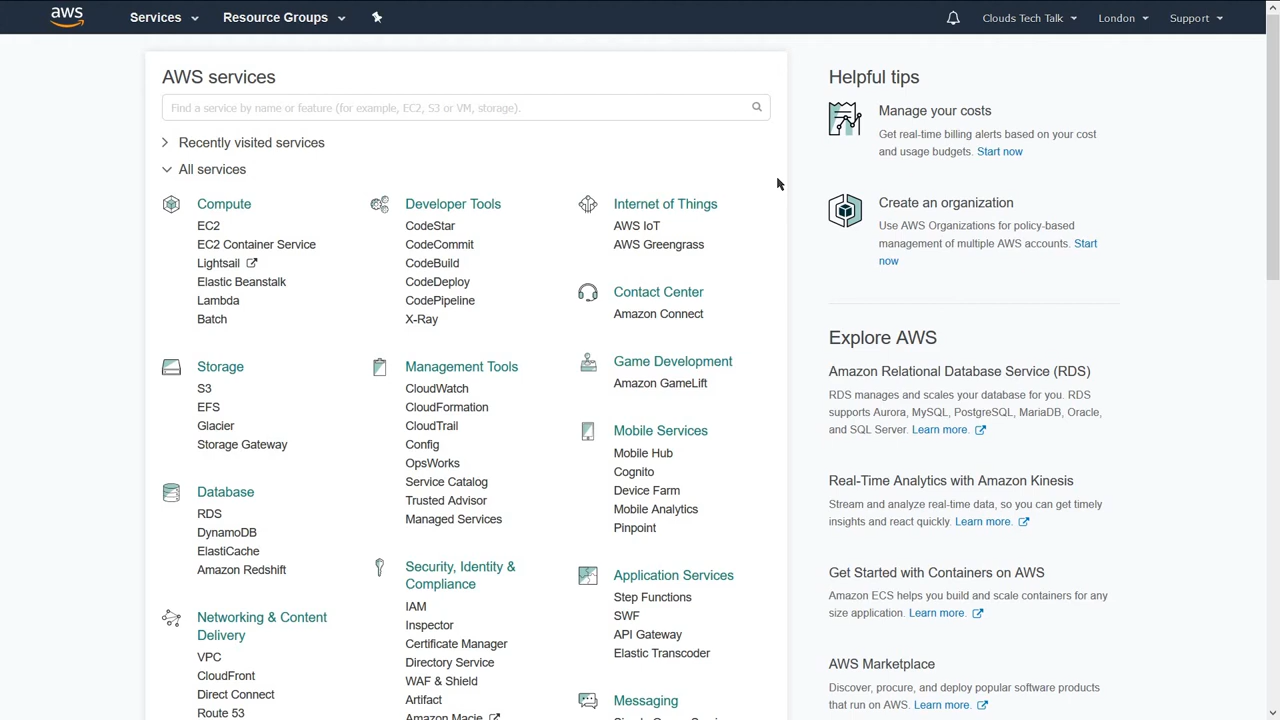 aws
Services
Resource Groups
Clouds Tech Talk
London
Support
AWS services
Find a service by name or feature (for example, EC2, S3 or VM, storage).
Recently visited services
All services
Compute
EC2
EC2 Container Service
Lightsail
Elastic Beanstalk
Lambda
Batch
Storage
S3
EFS
Glacier
Storage Gateway
Database
RDS
DynamoDB
ElastiCache
Amazon Redshift
Networking & Content
Delivery
VPC
CloudFront
Direct Connect
Route 53
Developer Tools
CodeStar
CodeCommit
CodeBuild
CodeDeploy
CodePipeline
X-Ray
Management Tools
CloudWatch
CloudFormation
CloudTrail
Config
OpsWorks
Service Catalog
Trusted Advisor
Managed Services
Security, Identity &
Compliance
IAM
Inspector
Certificate Manager
Directory Service
WAF & Shield
Artifact
Amazon Macie
Internet of Things
AWS IoT
AWS Greengrass
Contact Center
Amazon Connect
Game Development
Amazon GameLift
Mobile Services
Mobile Hub
Cognito
Device Farm
Mobile Analytics
Pinpoint
Application Services
Step Functions
SWF
API Gateway
Elastic Transcoder
Messaging
Helpful tips
Manage your costs
Get real-time billing alerts based on your cost
and usage budgets. Start now
Create an organization
Use AWS Organizations for policy-based
management of multiple AWS accounts. Start
now
Explore AWS
Amazon Relational Database Service (RDS)
RDS manages and scales your database for you. RDS
supports Aurora, MySQL, PostgreSQL, MariaDB, Oracle,
and SQL Server. Learn more.
Real-Time Analytics with Amazon Kinesis
Stream and analyze real-time data, so you can get timely
insights and react quickly. Learn more.
Get Started with Containers on AWS
Amazon ECS helps you build and scale containers for any
size application. Learn more.
AWS Marketplace
Discover, procure, and deploy popular software products
that run on AWS. Learn more.